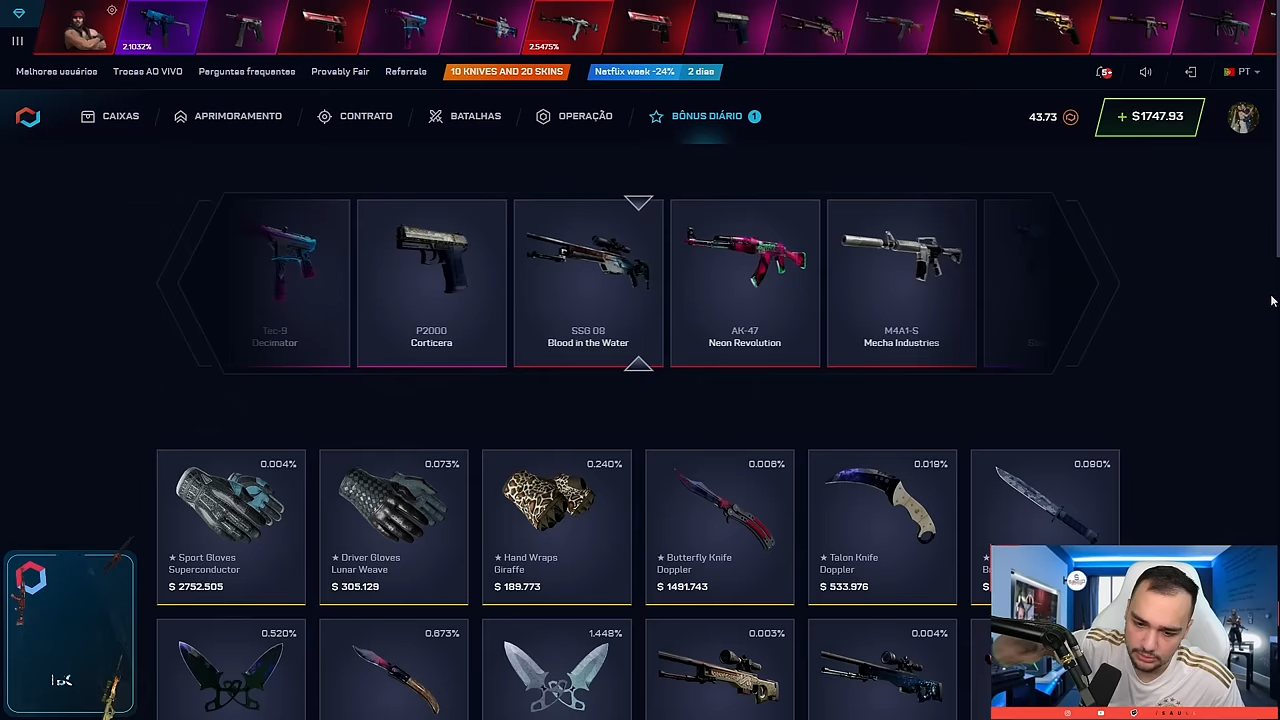 2.1032%
2.5475%
Melhores usuários
Trocas AO VIVO
Perguntas frequentes
Provably Fair
Referrals
10 KNIVES AND 20 SKINS
Netflix week -24%
2 dias
5+
PT
CAIXAS
APRIMORAMENTO
CONTRATO
BATALHAS
OPERAÇÃO
BÔNUS DIÁRIO
1
43.73
+ $1747.93
Tec-9
Decimator
P2000
Corticera
SSG 08
Blood in the Water
AK-47
Neon Revolution
M4A1-S
Mecha Industries
0.004%
★ Sport Gloves
Superconductor
$ 2752.505
0.073%
★ Driver Gloves
Lunar Weave
$ 305.129
0.240%
★ Hand Wraps
Giraffe
$ 189.773
0.006%
★ Butterfly Knife
Doppler
$ 1491.743
0.019%
★ Talon Knife
Doppler
$ 533.976
0.090%
0.520%
0.673%
1.449%
0.003%
0.004%